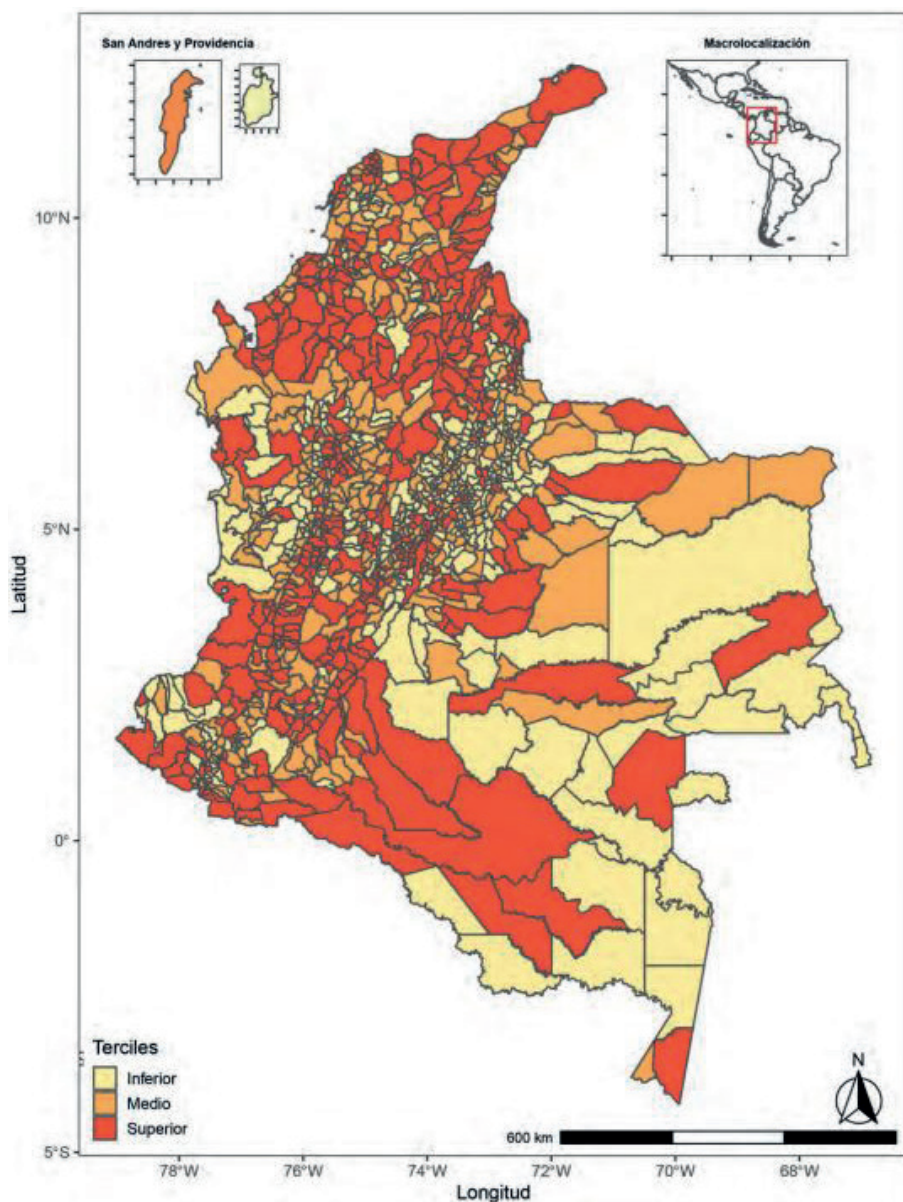 San Andres y Providencia
Macrolocalización
10°N
5°N
0°
5°S
Latitud
Terciles
Inferior
Medio
Superior
N
600 km
78°W
76°W
74°W
72°W
70°W
68°W
Longitud